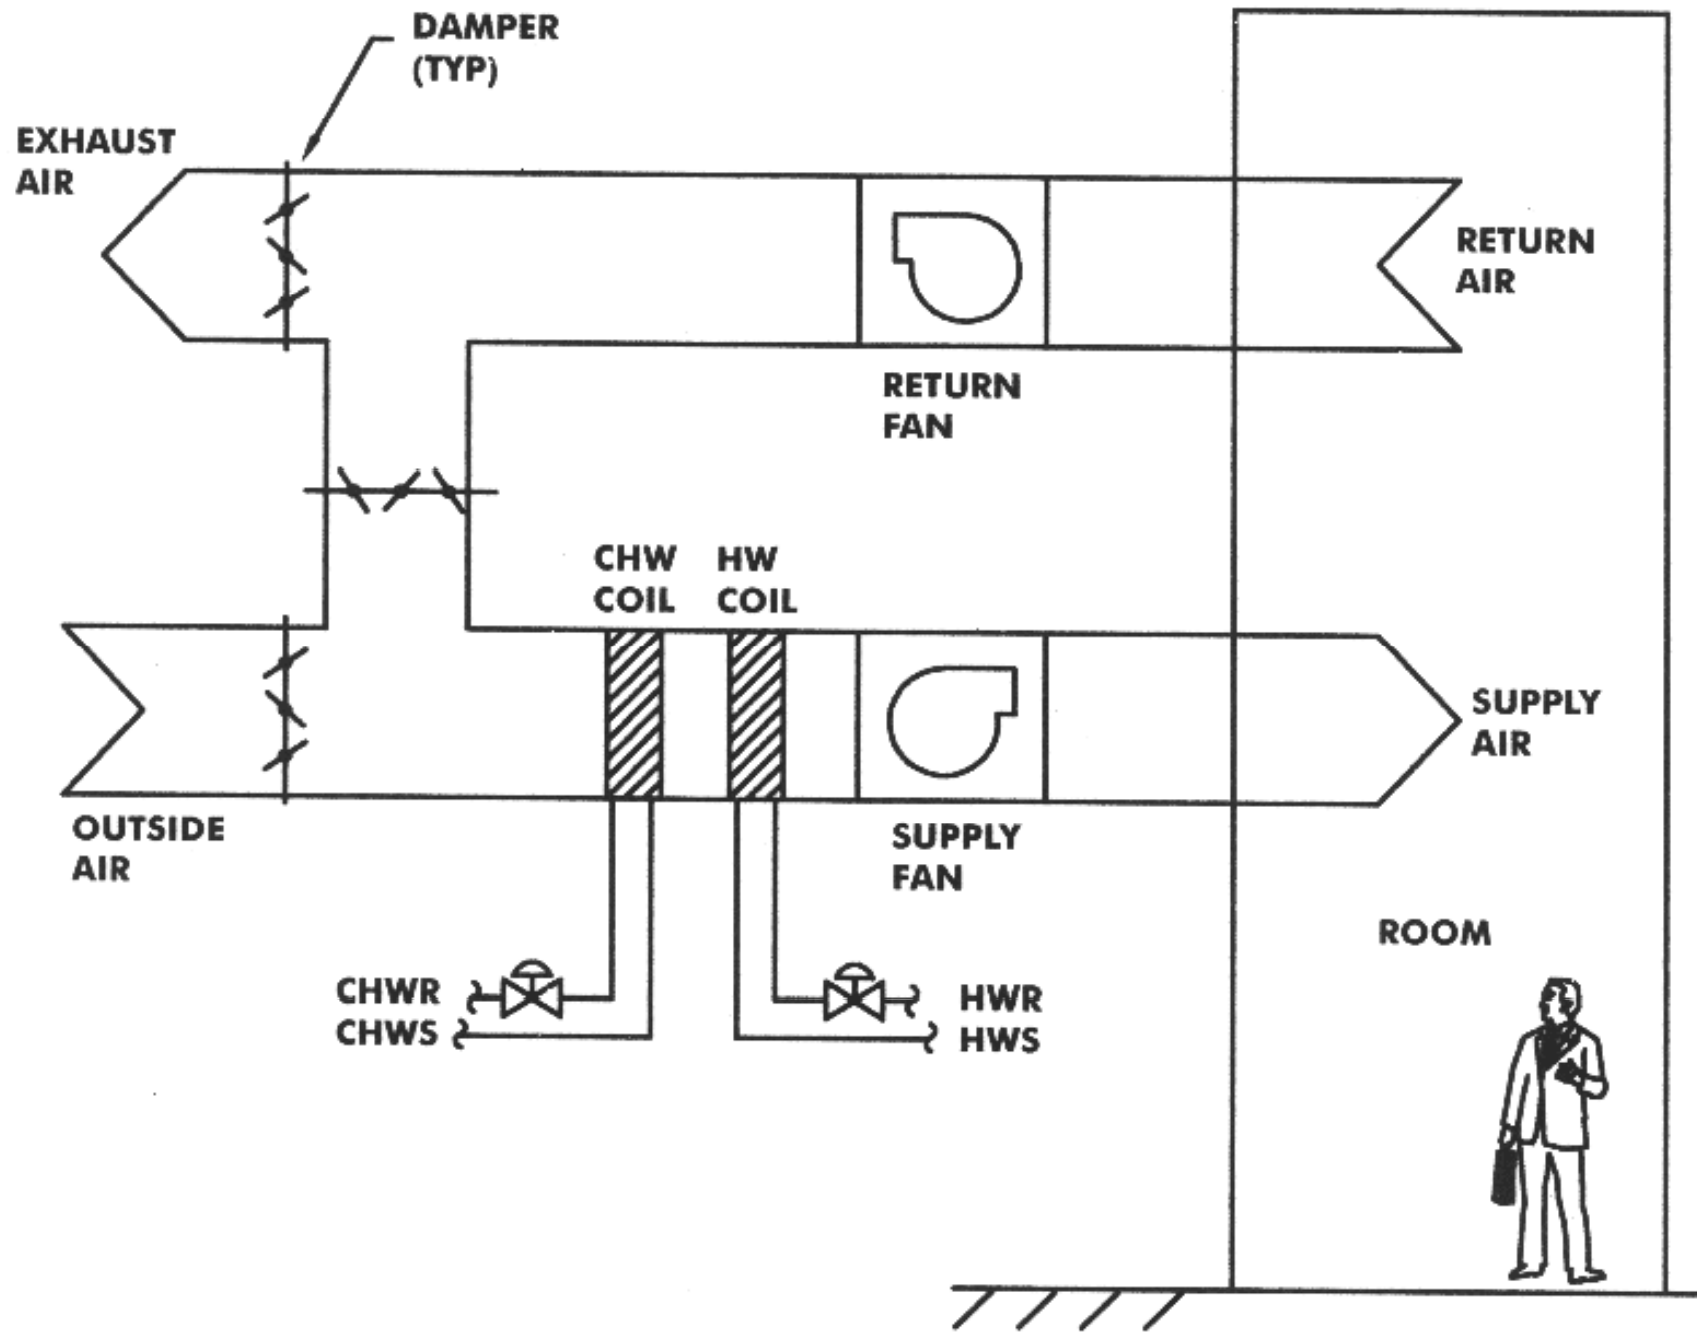 DAMPER
(TYP)
EXHAUST
AIR
RETURN
AIR
RETURN
FAN
CHW
COIL
HW
COIL
SUPPLY
AIR
OUTSIDE
AIR
SUPPLY
FAN
ROOM
CHWR
CHWS
HWR
HWS